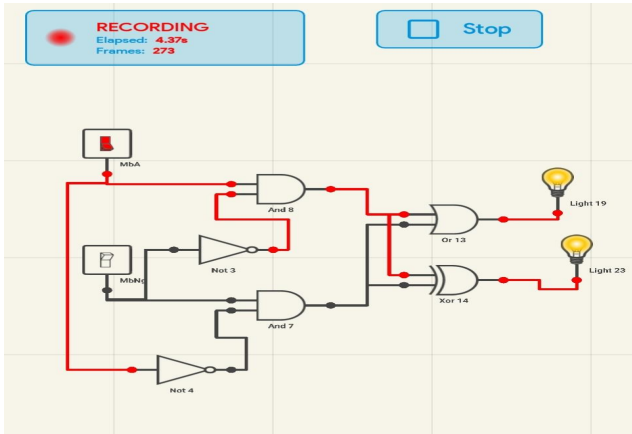 RECORDING
Elapsed: 4.37s
Frames: 273
Stop
MbA
And 8
Light 19
Or 13
Not 3
Light 23
Xor 14
And 7
Not 4